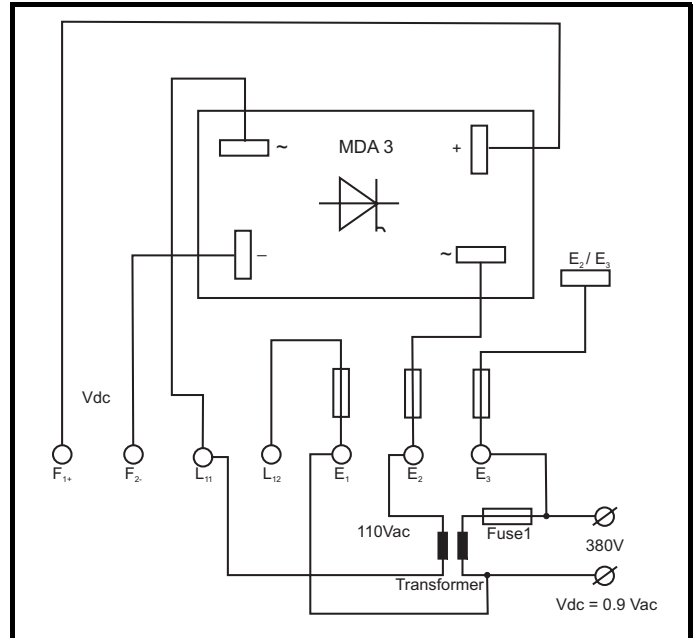 ~
MDA 3
+
–
~
E₂/ E₃
Vdc
F₁₊
F₂₋
L₁₁
L₁₂
E₁
E₂
E₃
110Vac
Fuse1
380V
Transformer
Vdc = 0.9 Vac